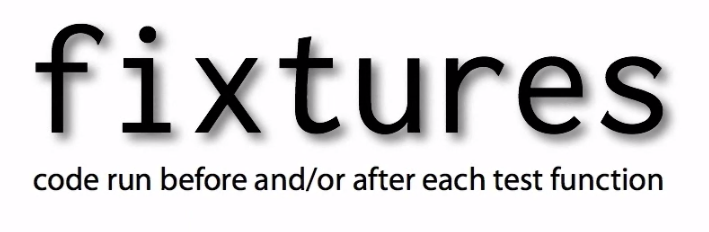 fixtures
code run before and/or after each test function